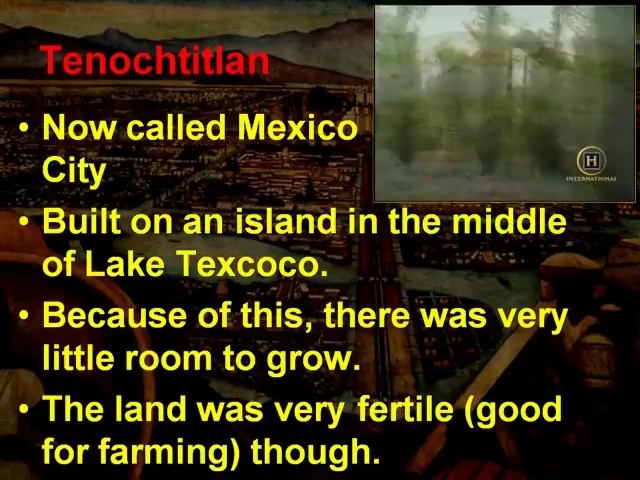 Tenochtitlan
• Now called Mexico
City
• Built on an island in the middle
of Lake Texcoco.
• Because of this, there was very
little room to grow.
• The land was very fertile (good
for farming) though.
H
INTERNATIONAL